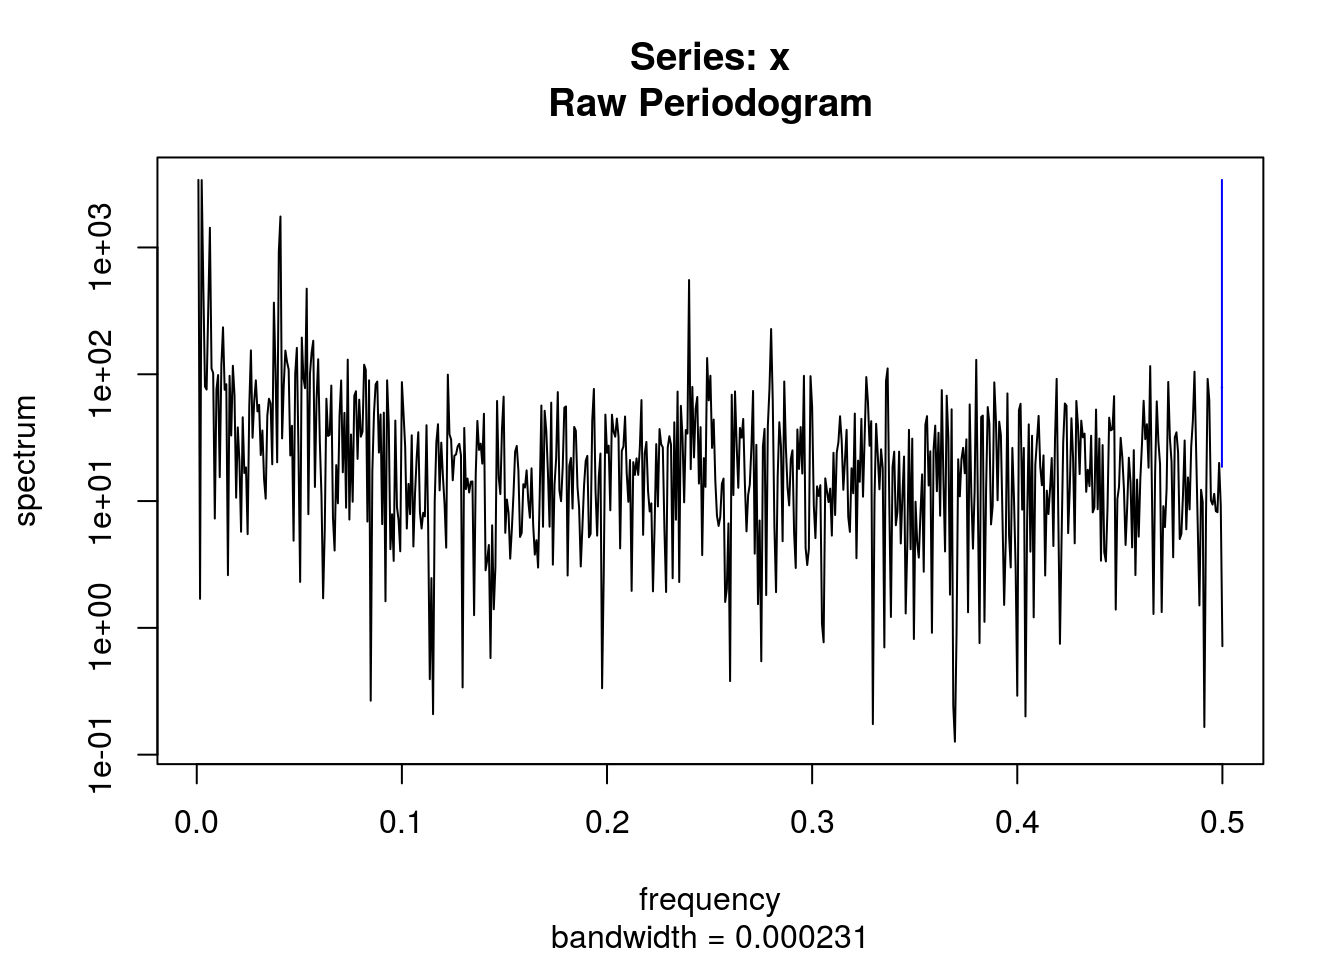 Series: x
Raw Periodogram
spectrum
1e+03
1e+02
1e+01
1e+00
1e-01
0.0 0.1 0.2 0.3 0.4 0.5
frequency
bandwidth = 0.000231